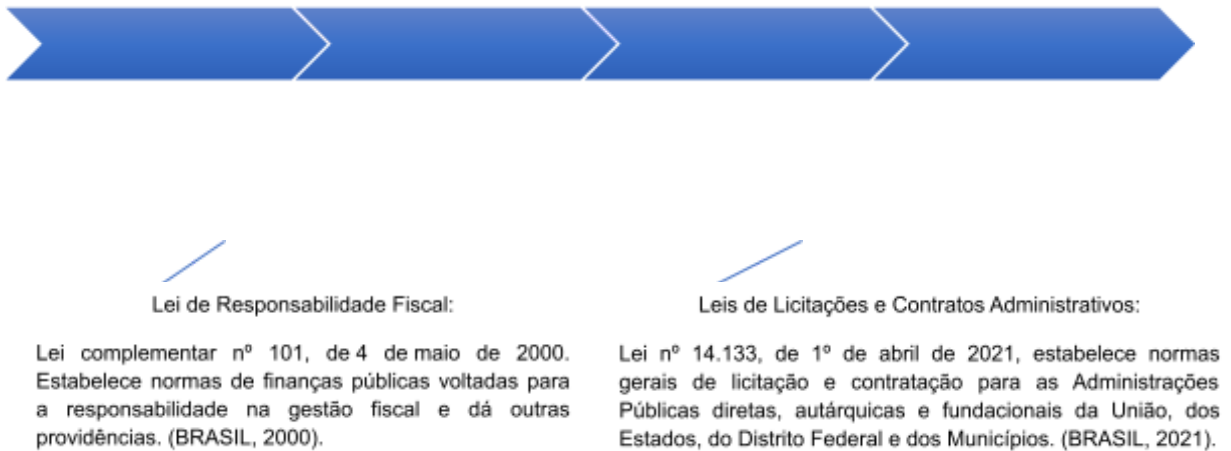 Lei de Responsabilidade Fiscal:
Lei complementar nº 101, de 4 de maio de 2000.
Estabelece normas de finanças públicas voltadas para
a responsabilidade na gestão fiscal e dá outras
providências. (BRASIL, 2000).
Leis de Licitações e Contratos Administrativos:
Lei nº 14.133, de 1º de abril de 2021, estabelece normas
gerais de licitação e contratação para as Administrações
Públicas diretas, autárquicas e fundacionais da União, dos
Estados, do Distrito Federal e dos Municípios. (BRASIL, 2021).